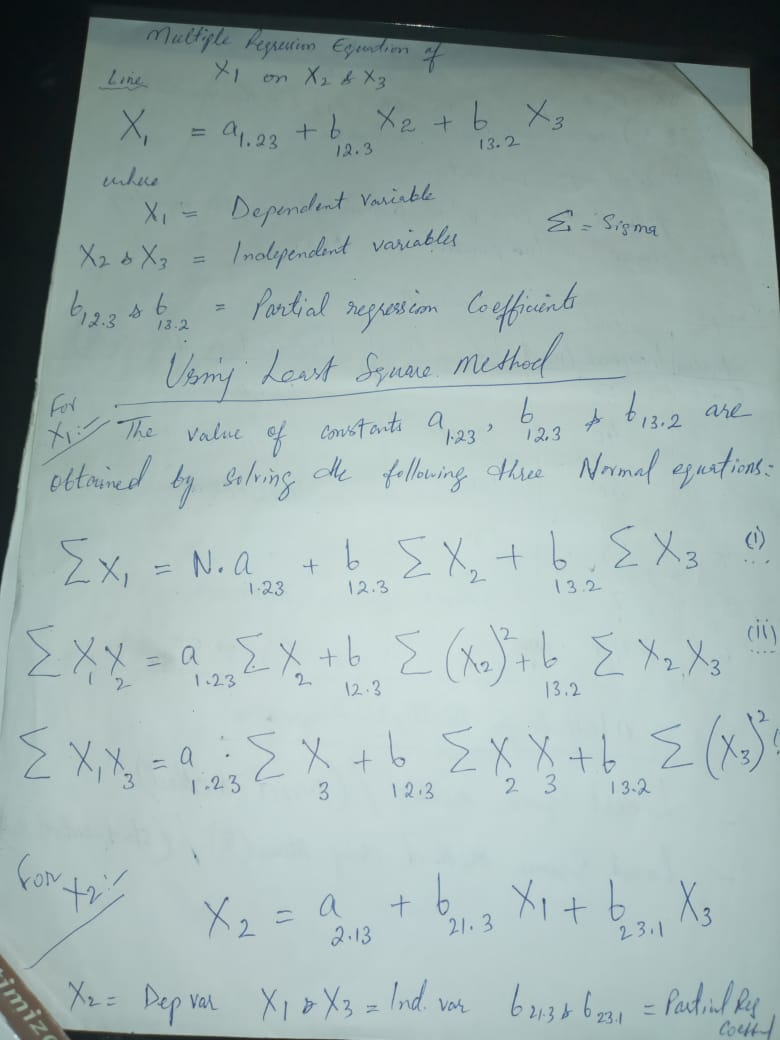 Multiple Regression Equation of
Line X₁ on X₂ & X₃
X₁ = a₁.₂₃ + b₁₂.₃ X₂ + b₁₃.₂ X₃
where
X₁ = Dependent Variable
Σ = Sigma
X₂ & X₃ = Independent variables
b₁₂.₃ & b₁₃.₂ = Partial regression Coefficients
Using Least Square Method
For
X₁:- The value of constants a₁.₂₃, b₁₂.₃ & b₁₃.₂ are
obtained by solving the following three Normal equations:
ΣX₁ = N.a₁.₂₃ + b₁₂.₃ ΣX₂ + b₁₃.₂ ΣX₃ (i)
ΣX₁X₂ = a₁.₂₃ ΣX₂ + b₁₂.₃ Σ(X₂)² + b₁₃.₂ ΣX₂X₃ (ii)
ΣX₁X₃ = a₁.₂₃ ΣX₃ + b₁₂.₃ ΣX₂X₃ + b₁₃.₂ Σ(X₃)²
For X₂:-
X₂ = a₂.₁₃ + b₂₁.₃ X₁ + b₂₃.₁ X₃
X₂ = Dep var X₁ & X₃ = Ind. var b₂₁.₃ & b₂₃.₁ = Partial Reg
imize